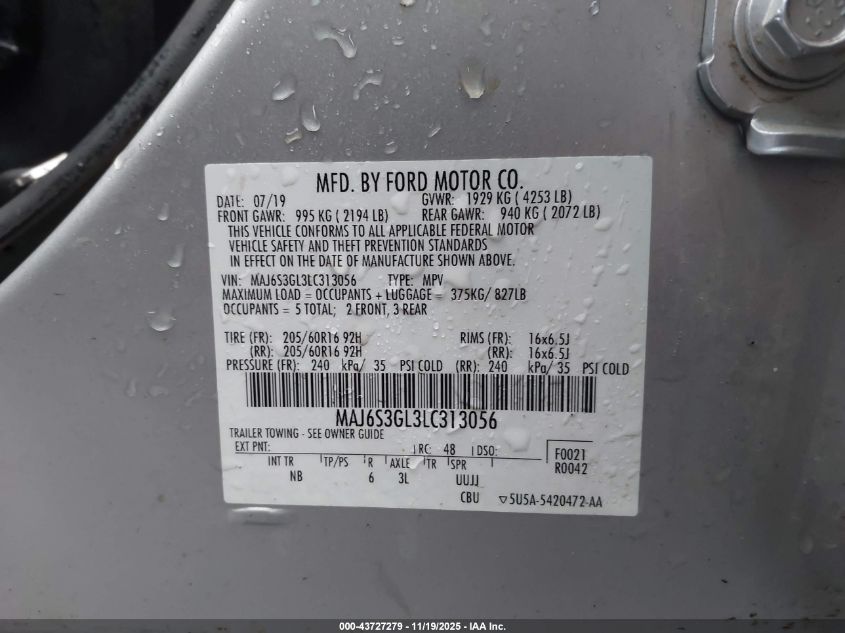 MFD. BY FORD MOTOR CO.
DATE: 07/19 GVWR: 1929 KG ( 4253 LB)
FRONT GAWR: 995 KG ( 2194 LB) REAR GAWR: 940 KG ( 2072 LB)
THIS VEHICLE CONFORMS TO ALL APPLICABLE FEDERAL MOTOR
VEHICLE SAFETY AND THEFT PREVENTION STANDARDS
IN EFFECT ON THE DATE OF MANUFACTURE SHOWN ABOVE.
VIN: MAJ6S3GL3LC313056 TYPE: MPV
MAXIMUM LOAD = OCCUPANTS + LUGGAGE = 375KG/ 827LB
OCCUPANTS = 5 TOTAL; 2 FRONT, 3 REAR
TIRE (FR): 205/60R16 92H RIMS (FR): 16x6.5J
(RR): 205/60R16 92H (RR): 16x6.5J
PRESSURE (FR): 240 kPa/ 35 PSI COLD (RR): 240 kPa/ 35 PSI COLD
MAJ6S3GL3LC313056
TRAILER TOWING - SEE OWNER GUIDE
EXT PNT: RC: 48 DSO: F0021
R0042
INT TR TP/PS R AXLE TR SPR
NB 6 3L UUJJ
CBU ▽5U5A-5420472-AA
000-43727279 - 11/19/2025 - IAA Inc.